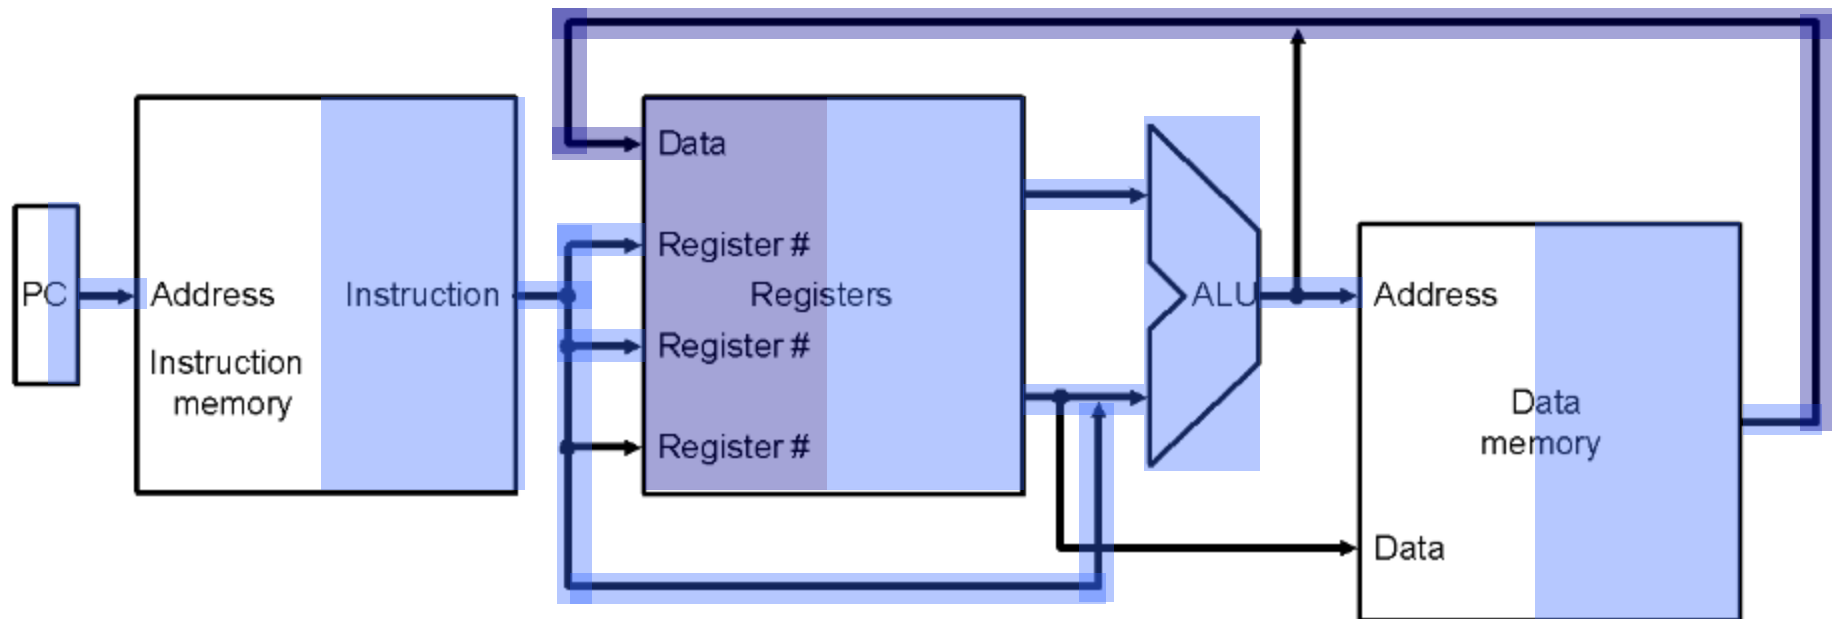 Data
Register #
PC
Address
Instruction
Registers
ALU
Address
Register #
Instruction
memory
Data
memory
Register #
Data